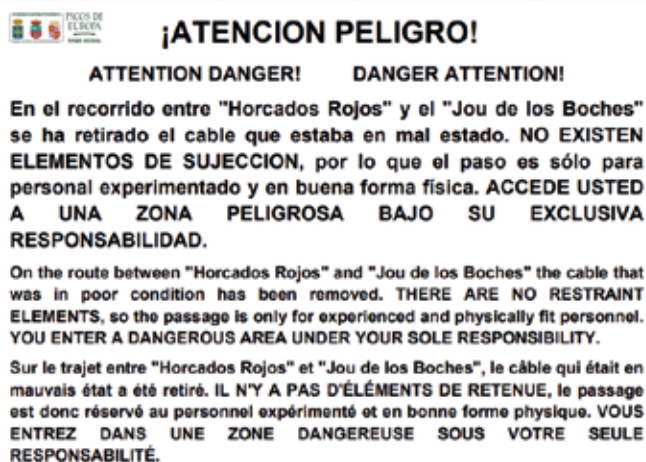 PICOS DE
EUROPA
¡ATENCION PELIGRO!
ATTENTION DANGER! DANGER ATTENTION!
En el recorrido entre "Horcados Rojos" y el "Jou de los Boches"
se ha retirado el cable que estaba en mal estado. NO EXISTEN
ELEMENTOS DE SUJECCION, por lo que el paso es sólo para
personal experimentado y en buena forma física. ACCEDE USTED
A UNA ZONA PELIGROSA BAJO SU EXCLUSIVA
RESPONSABILIDAD.
On the route between "Horcados Rojos" and "Jou de los Boches" the cable that
was in poor condition has been removed. THERE ARE NO RESTRAINT
ELEMENTS, so the passage is only for experienced and physically fit personnel.
YOU ENTER A DANGEROUS AREA UNDER YOUR SOLE RESPONSIBILITY.
Sur le trajet entre "Horcados Rojos" et "Jou de los Boches", le câble qui était en
mauvais état a été retiré. IL N'Y A PAS D'ÉLÉMENTS DE RETENUE, le passage
est donc réservé au personnel expérimenté et en bonne forme physique. VOUS
ENTREZ DANS UNE ZONE DANGEREUSE SOUS VOTRE SEULE
RESPONSABILITÉ.